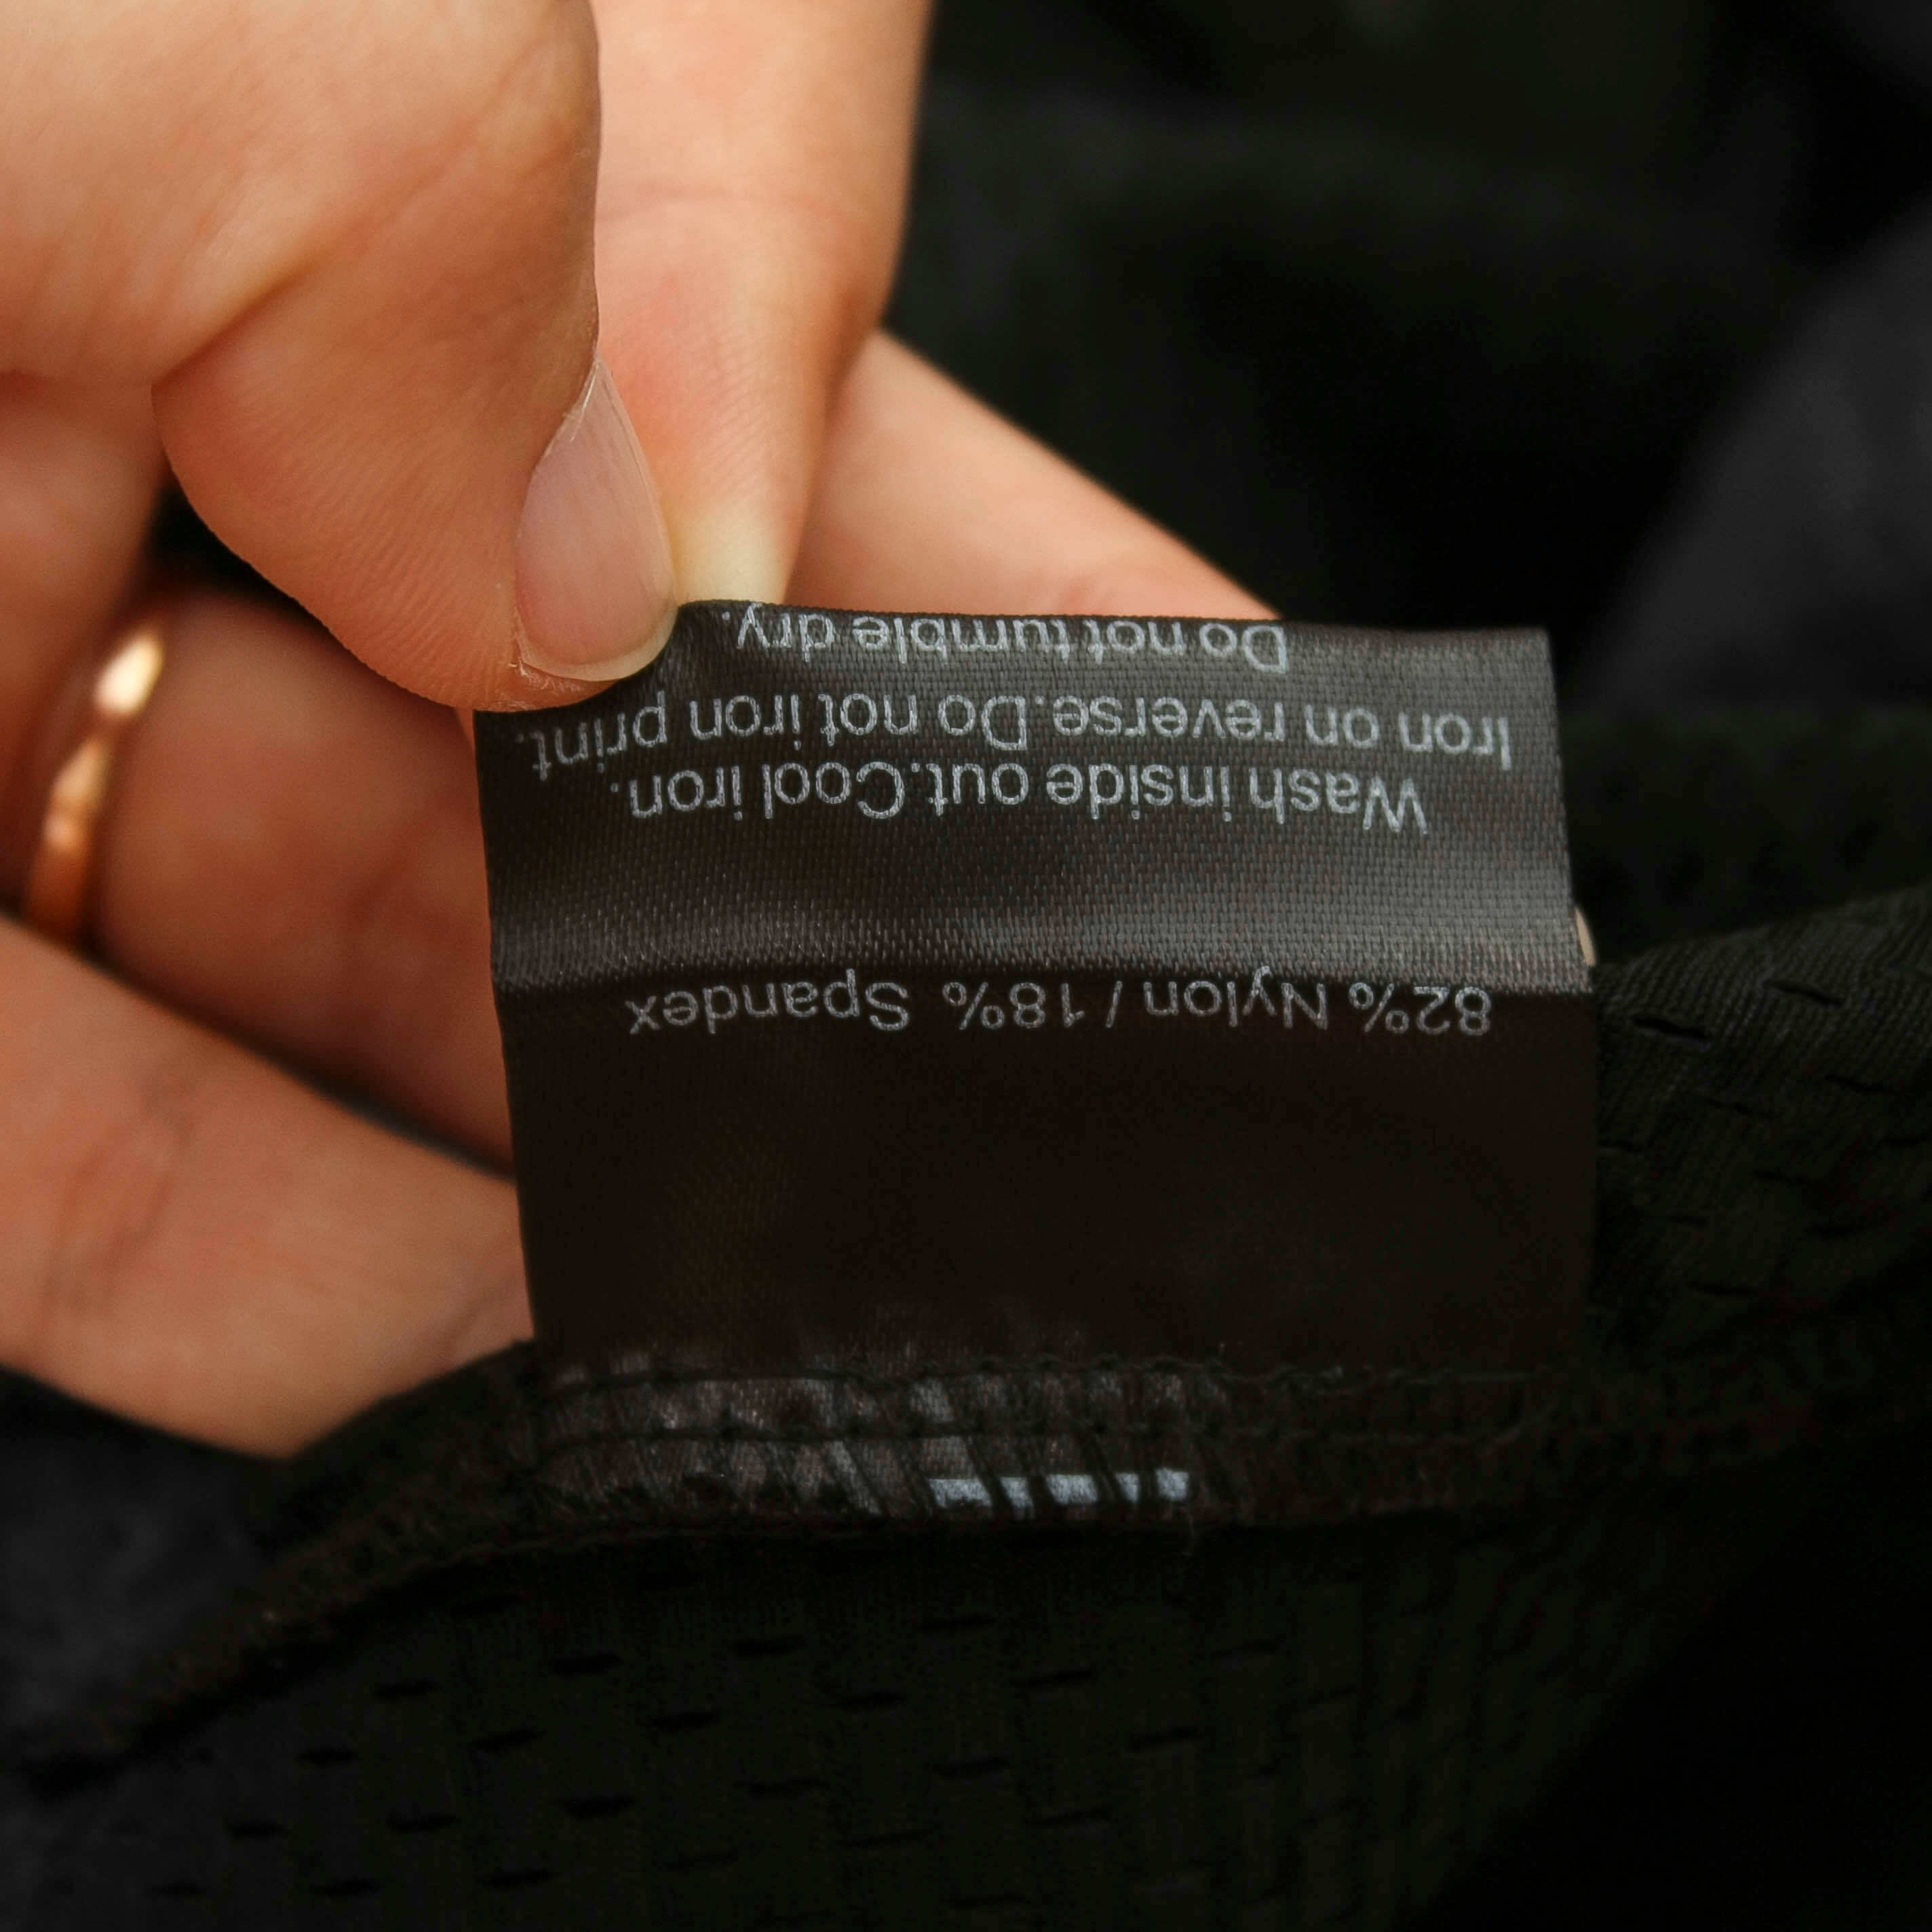 82% Nylon / 18% Spandex
Wash inside out.Cool iron.
Iron on reverse.Do not iron print.
Do not tumble dry.